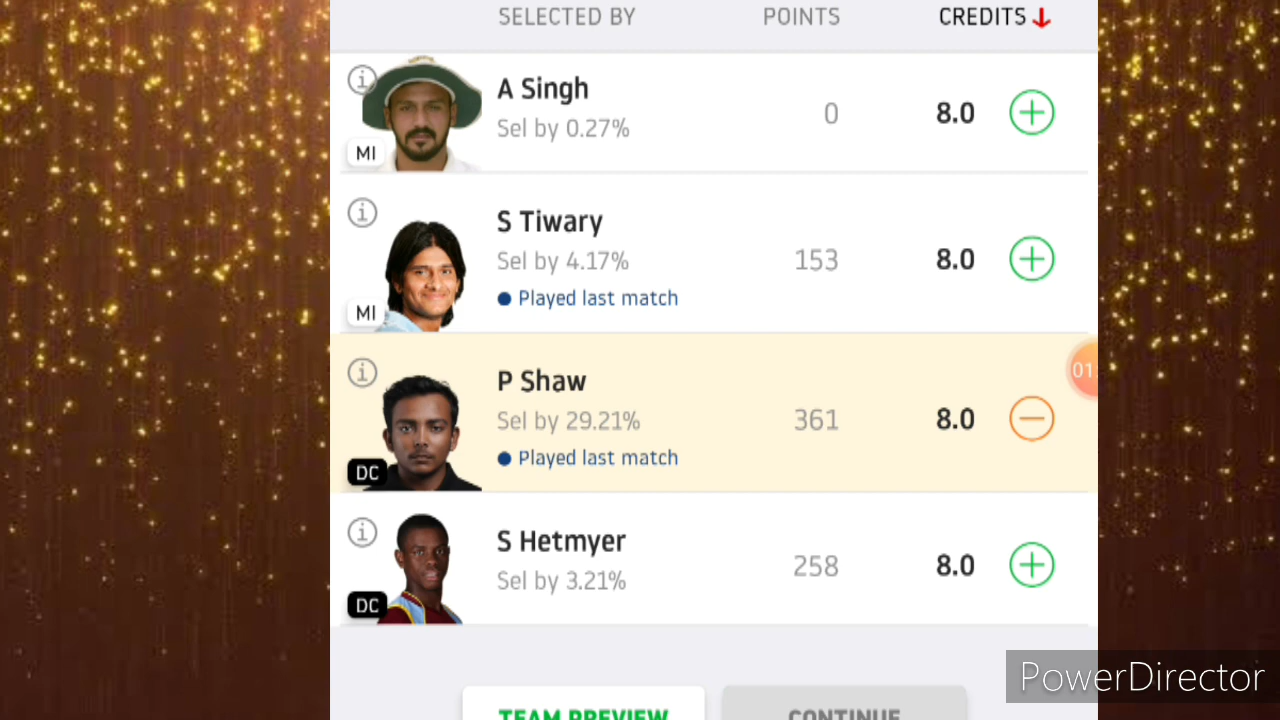 SELECTED BY POINTS CREDITS
A Singh
Sel by 0.27% 0 8.0
MI
S Tiwary
Sel by 4.17% 153 8.0
Played last match
MI
P Shaw
Sel by 29.21% 361 8.0
Played last match
DC
01
S Hetmyer
Sel by 3.21% 258 8.0
DC
TEAM PREVIEW CONTINUE
PowerDirector